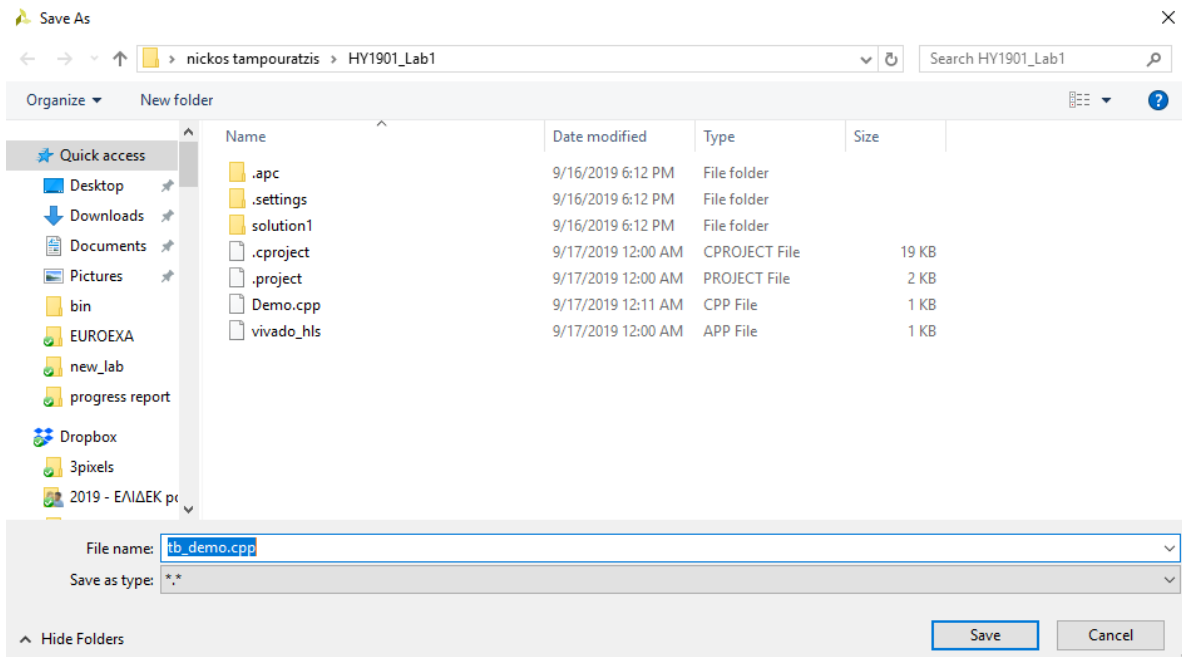 Save As
nickos tampouratzis > HY1901_Lab1
Search HY1901_Lab1
Organize
New folder
Name Date modified Type Size
Quick access
Desktop
Downloads
Documents
Pictures
bin
EUROEXA
new_lab
progress report
Dropbox
3pixels
2019 - ΕΛΙΔΕΚ ρο
.apc 9/16/2019 6:12 PM File folder
.settings 9/16/2019 6:12 PM File folder
solution1 9/16/2019 6:12 PM File folder
.cproject 9/17/2019 12:00 AM CPROJECT File 19 KB
.project 9/17/2019 12:00 AM PROJECT File 2 KB
Demo.cpp 9/17/2019 12:11 AM CPP File 1 KB
vivado_hls 9/17/2019 12:00 AM APP File 1 KB
File name: tb_demo.cpp
Save as type: *.*
Hide Folders
Save
Cancel